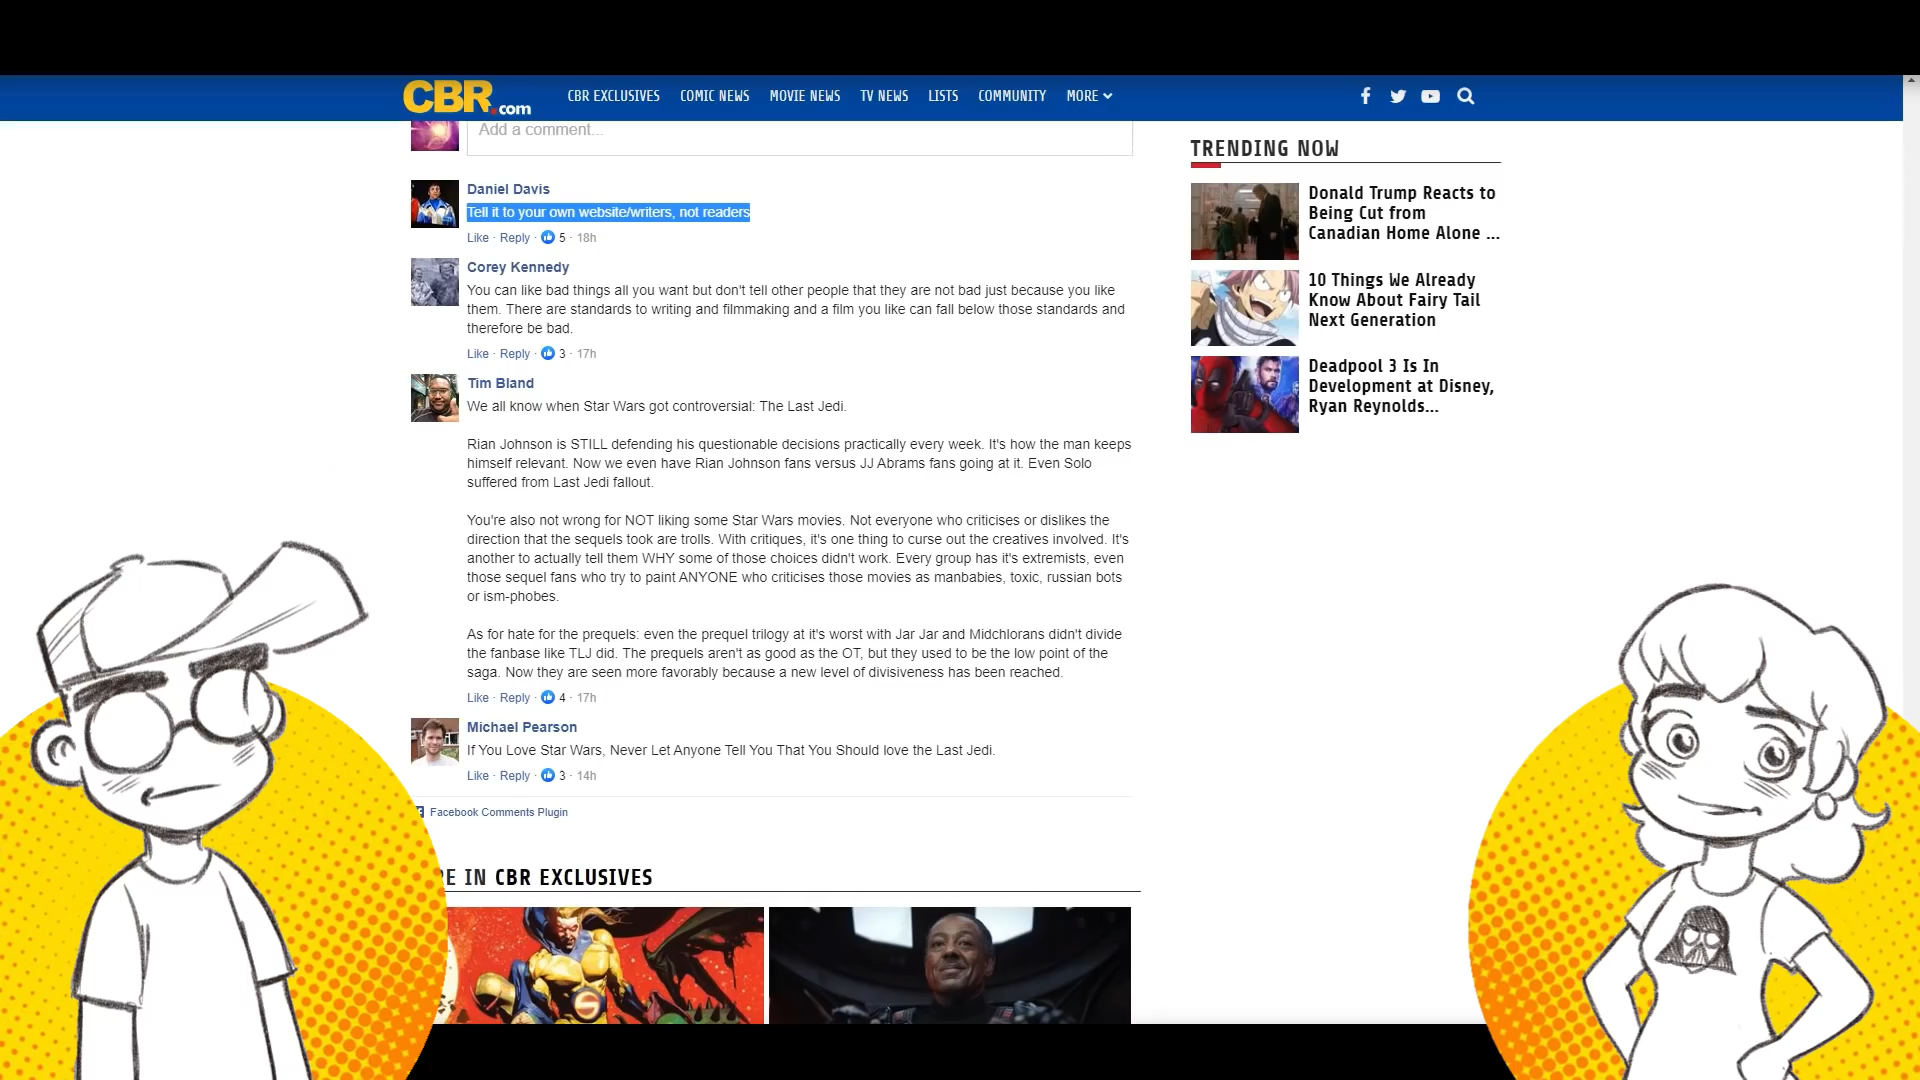 CBR.com
CBR EXCLUSIVES COMIC NEWS MOVIE NEWS TV NEWS LISTS COMMUNITY MORE
Add a comment...
Daniel Davis
Tell it to your own website/writers, not readers
Like · Reply · 5 · 18h
Corey Kennedy
You can like bad things all you want but don't tell other people that they are not bad just because you like
them. There are standards to writing and filmmaking and a film you like can fall below those standards and
therefore be bad.
Like · Reply · 3 · 17h
Tim Bland
We all know when Star Wars got controversial: The Last Jedi.
Rian Johnson is STILL defending his questionable decisions practically every week. It's how the man keeps
himself relevant. Now we even have Rian Johnson fans versus JJ Abrams fans going at it. Even Solo
suffered from Last Jedi fallout.
You're also not wrong for NOT liking some Star Wars movies. Not everyone who criticises or dislikes the
direction that the sequels took are trolls. With critiques, it's one thing to curse out the creatives involved. It's
another to actually tell them WHY some of those choices didn't work. Every group has it's extremists, even
those sequel fans who try to paint ANYONE who criticises those movies as manbabies, toxic, russian bots
or ism-phobes.
As for hate for the prequels: even the prequel trilogy at it's worst with Jar Jar and Midchlorans didn't divide
the fanbase like TLJ did. The prequels aren't as good as the OT, but they used to be the low point of the
saga. Now they are seen more favorably because a new level of divisiveness has been reached.
Like · Reply · 4 · 17h
Michael Pearson
If You Love Star Wars, Never Let Anyone Tell You That You Should love the Last Jedi.
Like · Reply · 3 · 14h
Facebook Comments Plugin
RE IN CBR EXCLUSIVES
S
TRENDING NOW
Donald Trump Reacts to
Being Cut from
Canadian Home Alone ...
10 Things We Already
Know About Fairy Tail
Next Generation
Deadpool 3 Is In
Development at Disney,
Ryan Reynolds...